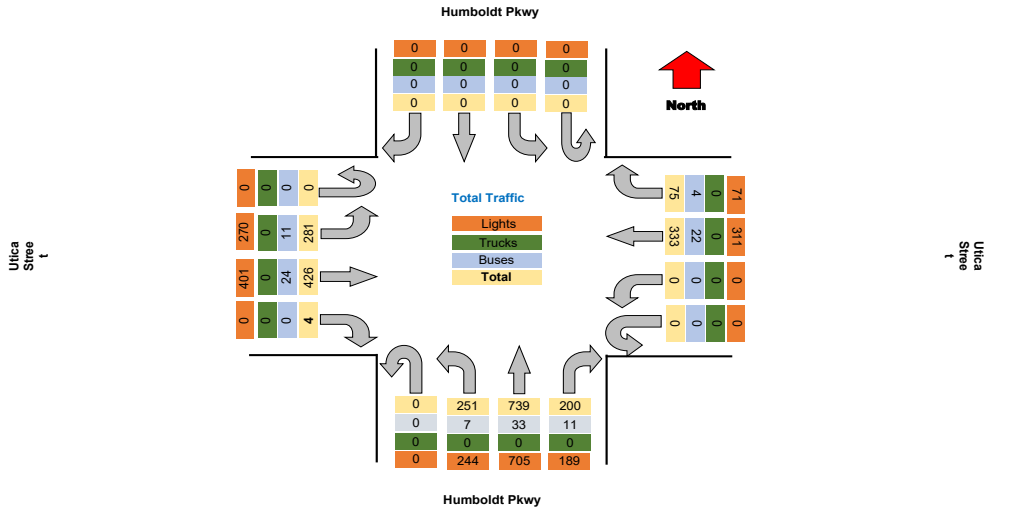 Humboldt Pkwy
0 0 0 0
0 0 0 0
0 0 0 0
0 0 0 0
North
0 0 0 0
270 0 11 281
401 0 24 426
0 0 0 4
Utica
Stree
t
Total Traffic
Lights
Trucks
Buses
Total
75 4 0 71
333 22 0 311
0 0 0 0
0 0 0 0
Utica
Stree
t
0 251 739 200
0 7 33 11
0 0 0 0
0 244 705 189
Humboldt Pkwy